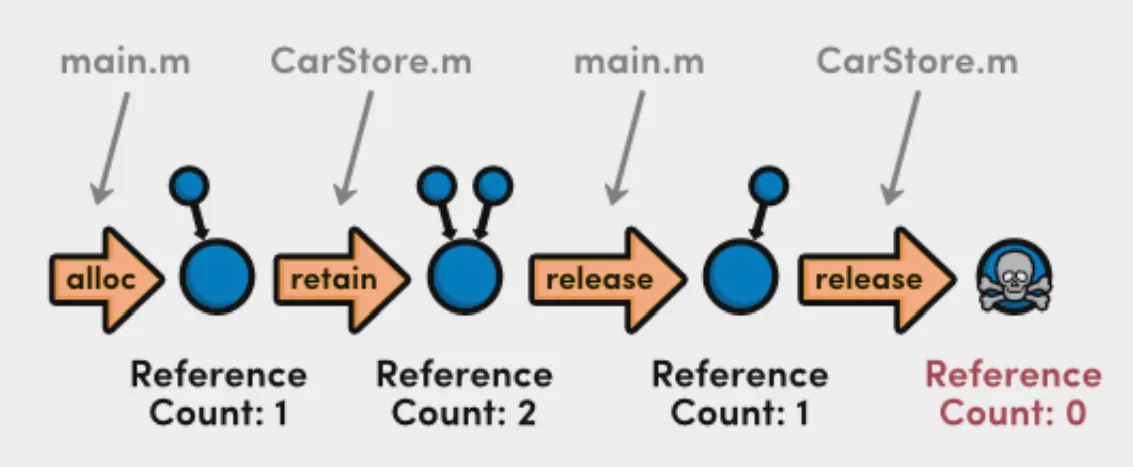 main.m
CarStore.m
main.m
CarStore.m
alloc
retain
release
release
Reference
Count: 1
Reference
Count: 2
Reference
Count: 1
Reference
Count: 0